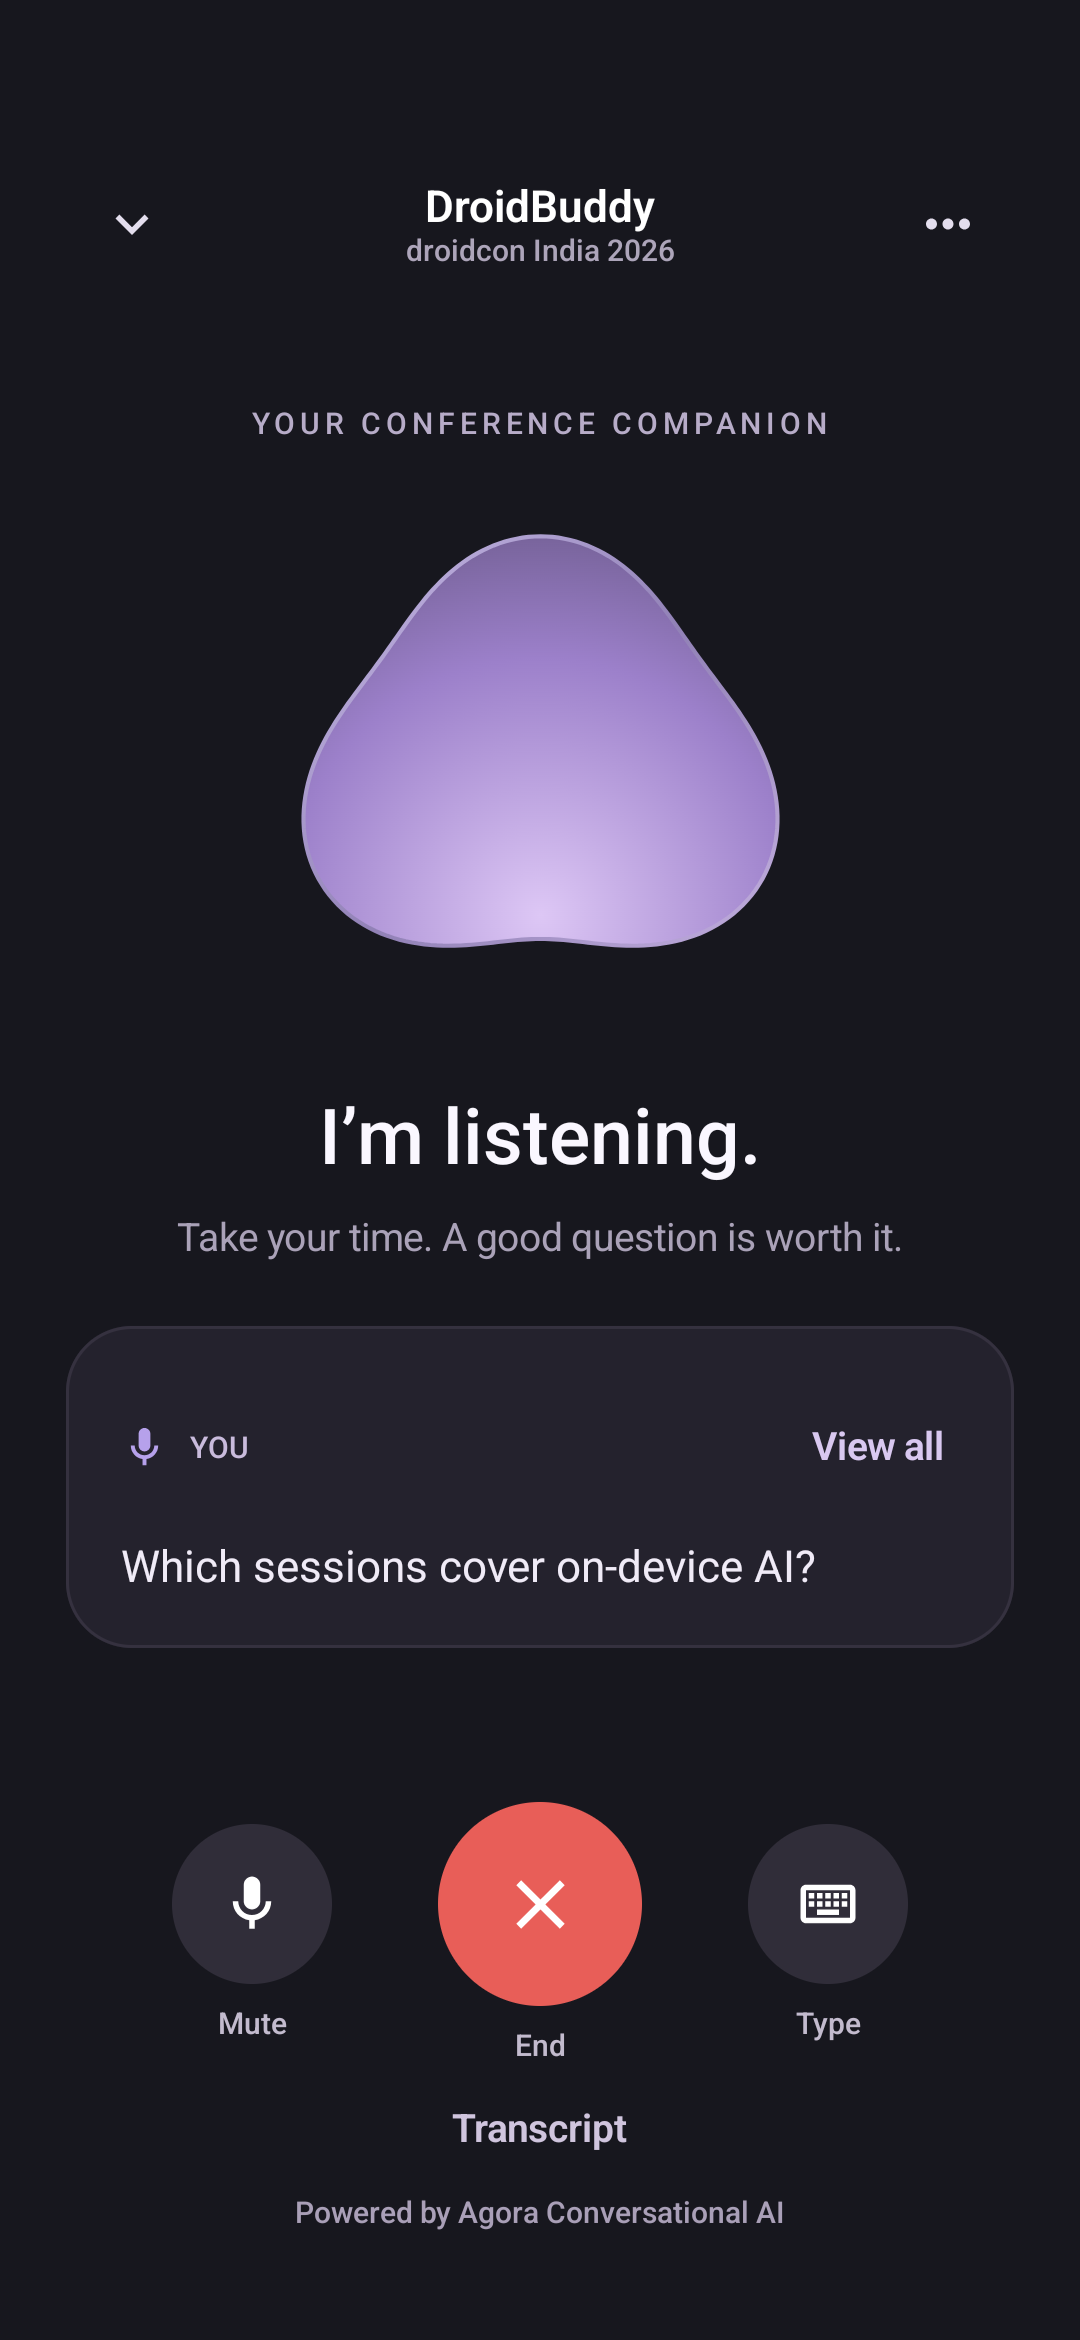 DroidBuddy
droidcon India 2026
YOUR CONFERENCE COMPANION
I’m listening.
Take your time. A good question is worth it.
YOU
View all
Which sessions cover on-device AI?
Mute
End
Type
Transcript
Powered by Agora Conversational AI